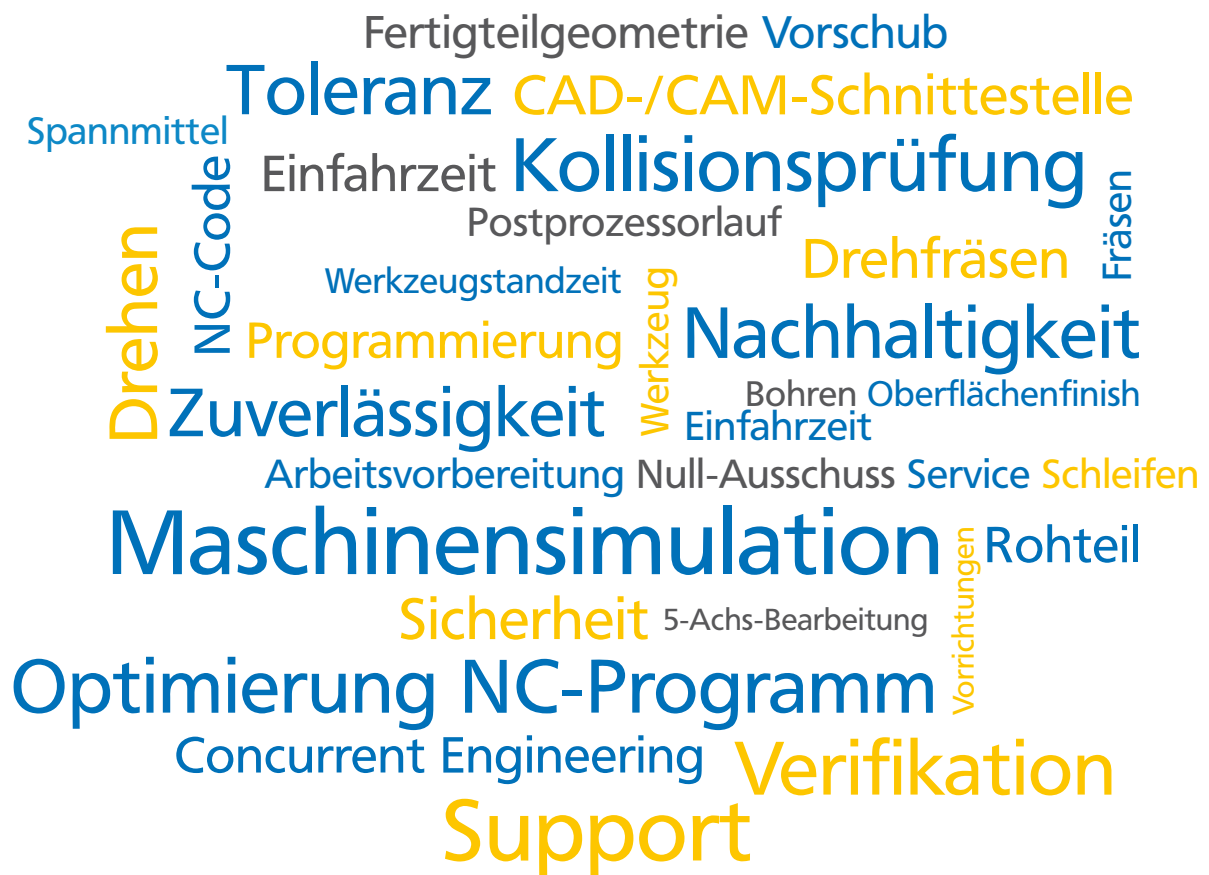 Fertigteilgeometrie Vorschub
Toleranz CAD-/CAM-Schnittestelle
Spannmittel
NC-Code
Einfahrzeit Kollisionsprüfung
Fräsen
Postprozessorlauf
Drehen
Drehfräsen
Werkzeugstandzeit
Werkzeug
Programmierung
Nachhaltigkeit
Zuverlässigkeit
Bohren Oberflächenfinish
Einfahrzeit
Arbeitsvorbereitung Null-Ausschuss Service Schleifen
Maschinensimulation
Vorrichtungen
Rohteil
Sicherheit 5-Achs-Bearbeitung
Optimierung NC-Programm
Concurrent Engineering
Verifikation
Support